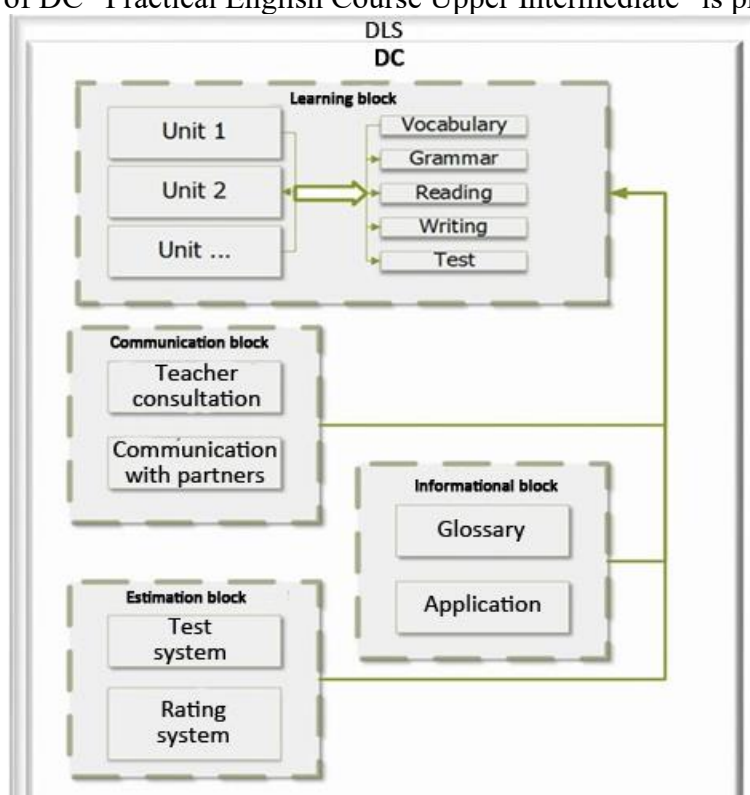 of DC "Practical English Course Upper Intermediate" is
DLS
DC
Learning block
Unit 1
Unit 2
Unit ...
Vocabulary
Grammar
Reading
Writing
Test
Communication block
Teacher
consultation
Communication
with partners
Informational block
Glossary
Application
Estimation block
Test
system
Rating
system